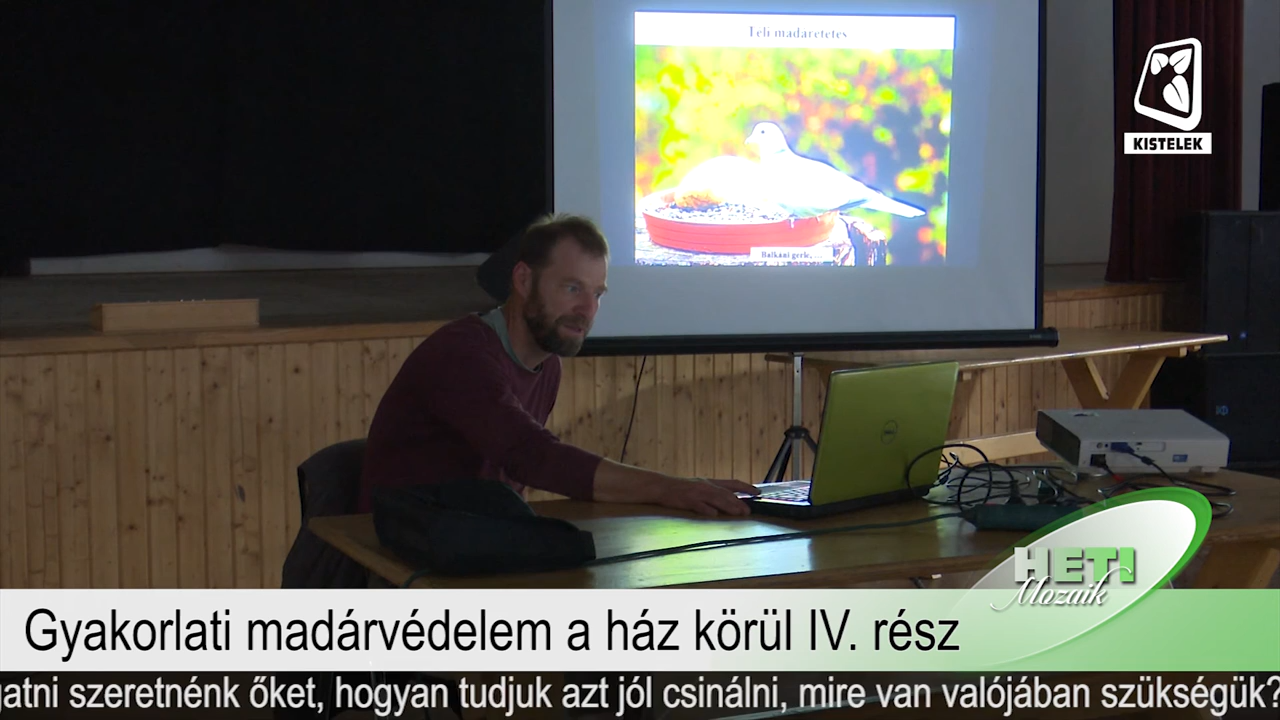 Téli madáretetés
KISTELEK
Balkáni gerle, ...
DELL
HETI
Mozaik
Gyakorlati madárvédelem a ház körül IV. rész
gatni szeretnénk őket, hogyan tudjuk azt jól csinálni, mire van valójában szükségük?